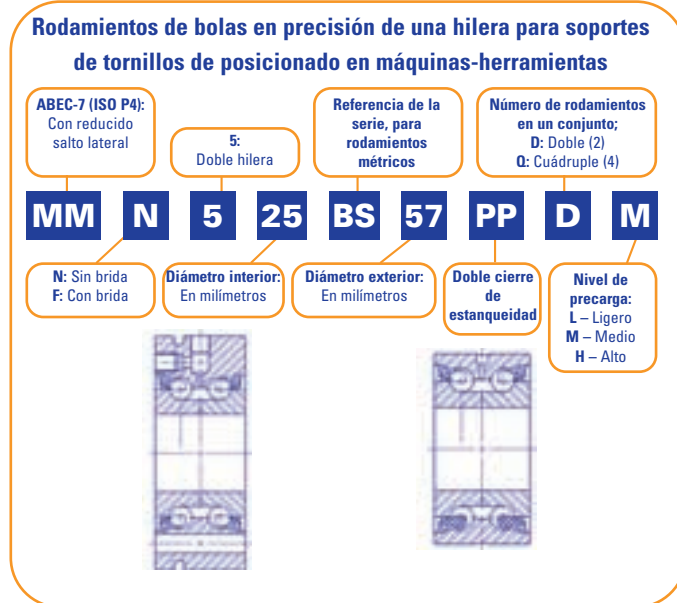 Rodamientos de bolas en precisión de una hilera para soportes
de tornillos de posicionado en máquinas-herramientas
ABEC-7 (ISO P4):
Con reducido
salto lateral
5:
Doble hilera
Referencia de la
serie, para
rodamientos
métricos
Número de rodamientos
en un conjunto;
D: Doble (2)
Q: Cuádruple (4)
MM N 5 25 BS 57 PP D M
N: Sin brida
F: Con brida
Diámetro interior:
En milímetros
Diámetro exterior:
En milímetros
Doble cierre
de
estanqueidad
Nivel de
precarga:
L – Ligero
M – Medio
H – Alto